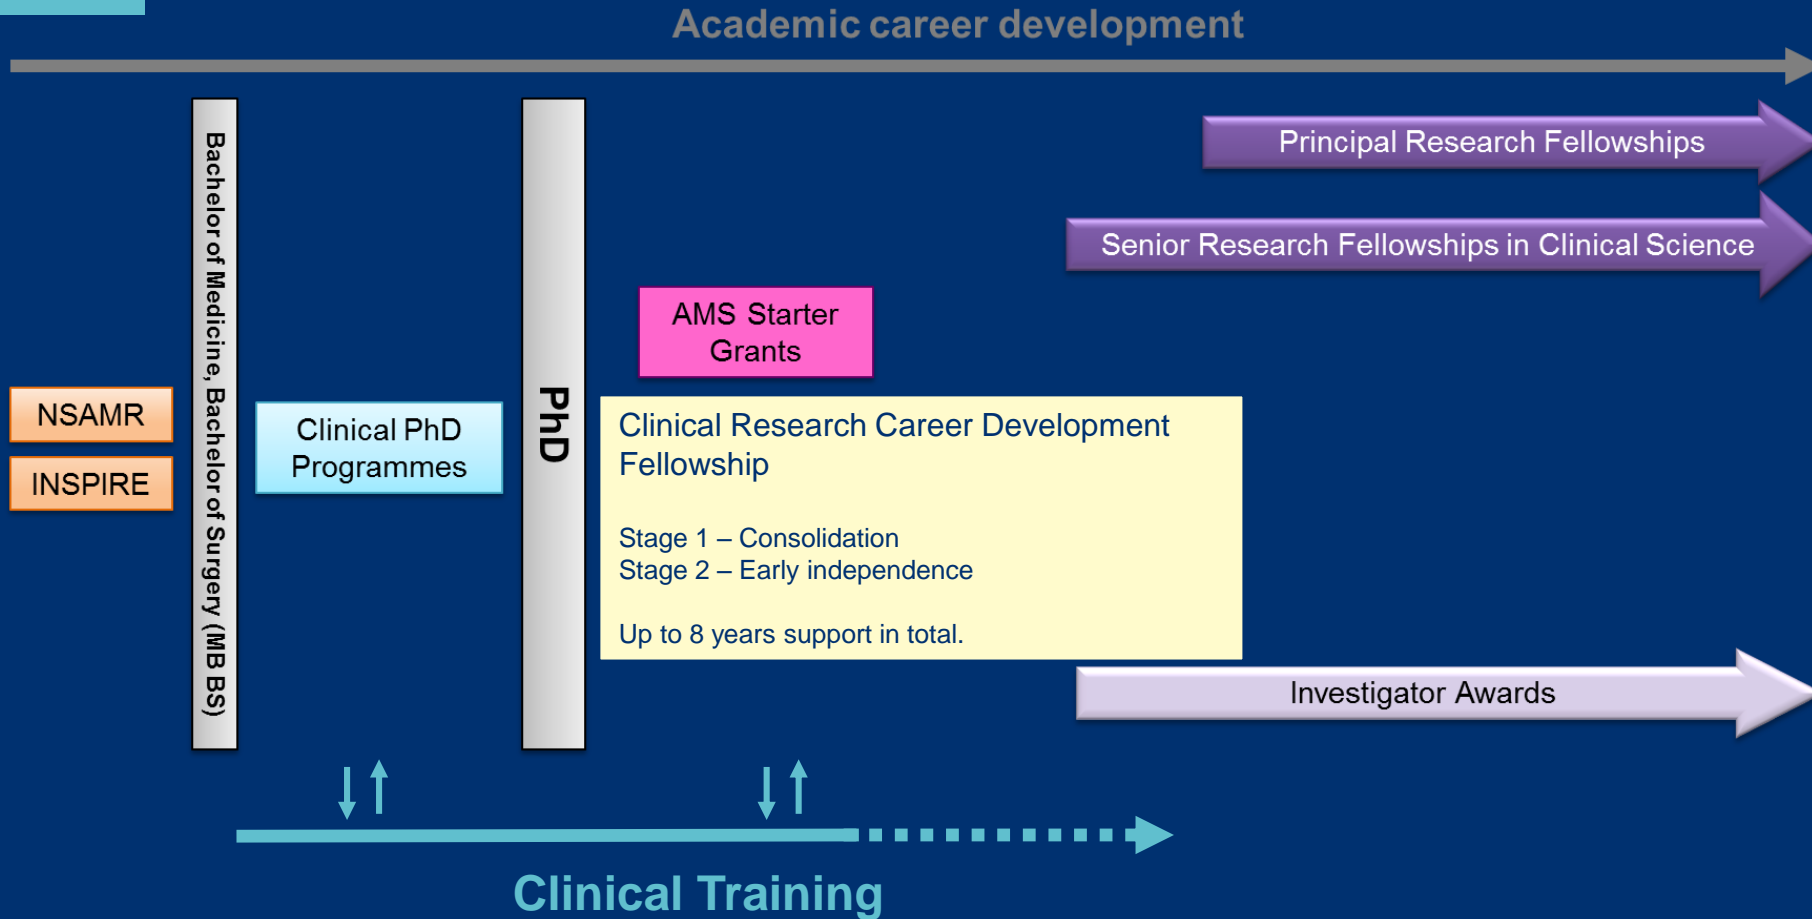 Academic career development
Principal Research Fellowships
Senior Research Fellowships in Clinical Science
AMS Starter
Grants
NSAMR
INSPIRE
Bachelor of Medicine, Bachelor of Surgery (MB BS)
Clinical PhD
Programmes
PhD
Clinical Research Career Development
Fellowship
Stage 1 – Consolidation
Stage 2 – Early independence
Up to 8 years support in total.
Investigator Awards
Clinical Training